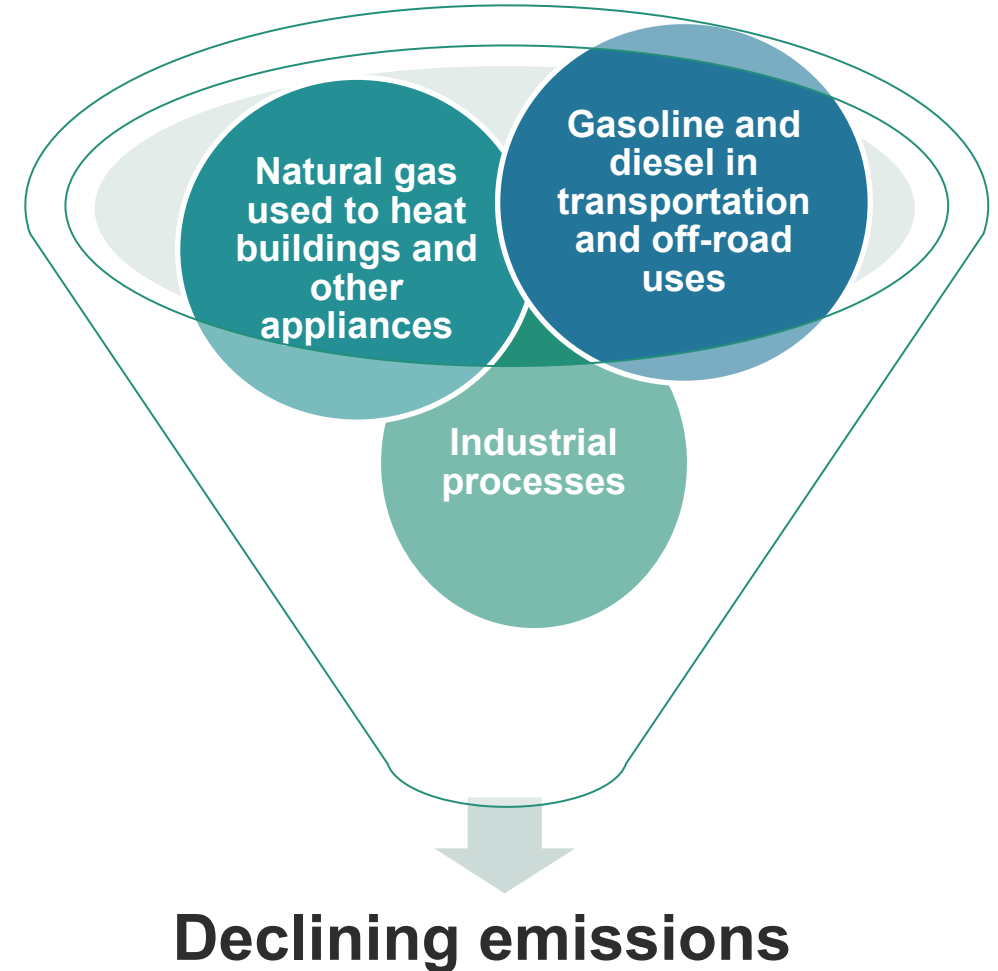 Natural gas
used to heat
buildings and
other
appliances
Gasoline and
diesel in
transportation
and off-road
uses
Industrial
processes
Declining emissions